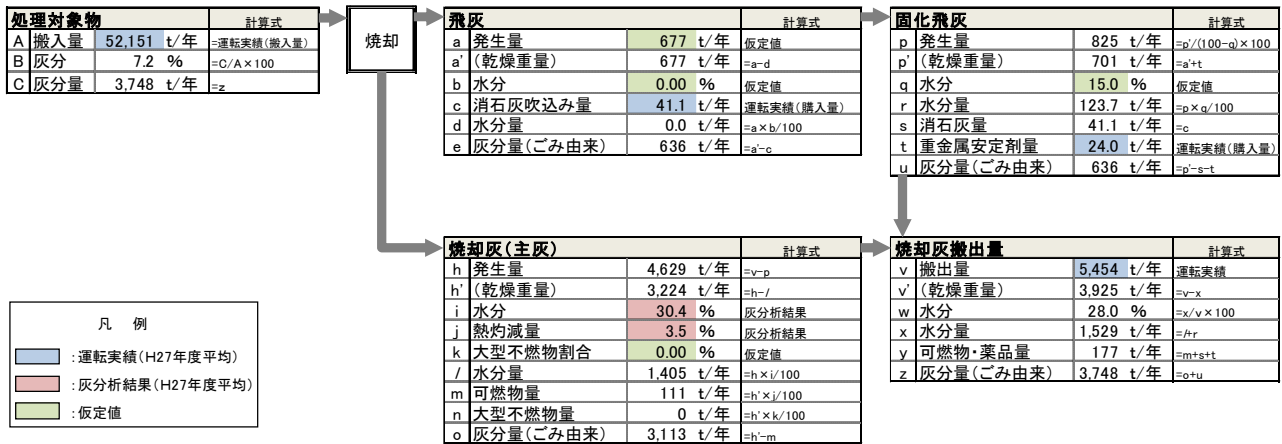 処理対象物 計算式
A 搬入量 52,151 t/年 =運転実績(搬入量)
B 灰分 7.2 % =C/A×100
C 灰分量 3,748 t/年 =z
焼却
飛灰 計算式
a 発生量 677 t/年 仮定値
a' (乾燥重量) 677 t/年 =a-d
b 水分 0.00 % 仮定値
c 消石灰吹込み量 41.1 t/年 運転実績(購入量)
d 水分量 0.0 t/年 =a×b/100
e 灰分量(ごみ由来) 636 t/年 =a'-c
固化飛灰 計算式
p 発生量 825 t/年 =p'/(100-q)×100
p' (乾燥重量) 701 t/年 =a'+t
q 水分 15.0 % 仮定値
r 水分量 123.7 t/年 =p×q/100
s 消石灰量 41.1 t/年 =c
t 重金属安定剤量 24.0 t/年 運転実績(購入量)
u 灰分量(ごみ由来) 636 t/年 =p'-s-t
焼却灰(主灰) 計算式
h 発生量 4,629 t/年 =v-p
h' (乾燥重量) 3,224 t/年 =h-l
i 水分 30.4 % 灰分析結果
j 熱灼減量 3.5 % 灰分析結果
k 大型不燃物割合 0.00 % 仮定値
l 水分量 1,405 t/年 =h×i/100
m 可燃物量 111 t/年 =h'×j/100
n 大型不燃物量 0 t/年 =h'×k/100
o 灰分量(ごみ由来) 3,113 t/年 =h'-m
焼却灰搬出量 計算式
v 搬出量 5,454 t/年 運転実績
v' (乾燥重量) 3,925 t/年 =v-x
w 水分 28.0 % =x/v×100
x 水分量 1,529 t/年 =l+r
y 可燃物・薬品量 177 t/年 =m+s+t
z 灰分量(ごみ由来) 3,748 t/年 =o+u
凡 例
:運転実績(H27年度平均)
:灰分析結果(H27年度平均)
:仮定値